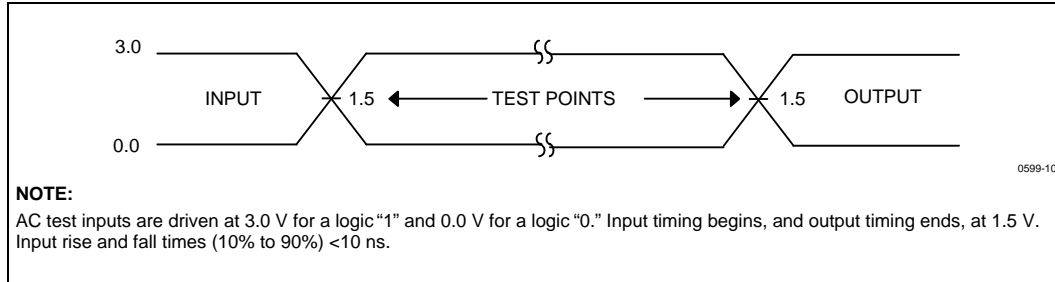 3.0
INPUT 1.5 TEST POINTS 1.5 OUTPUT
0.0
0599-10
NOTE:
AC test inputs are driven at 3.0 V for a logic “1” and 0.0 V for a logic “0.” Input timing begins, and output timing ends, at 1.5 V.
Input rise and fall times (10% to 90%) <10 ns.